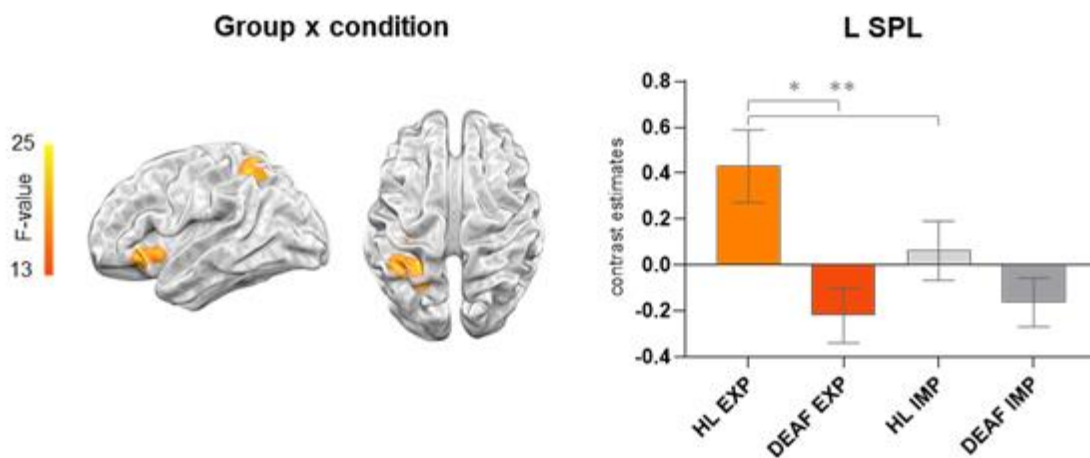 Group x condition
25
F-value
13
L SPL
contrast estimates
0.8
0.6
0.4
0.2
0.0
-0.2
-0.4
* **
HL EXP
DEAF EXP
HL IMP
DEAF IMP